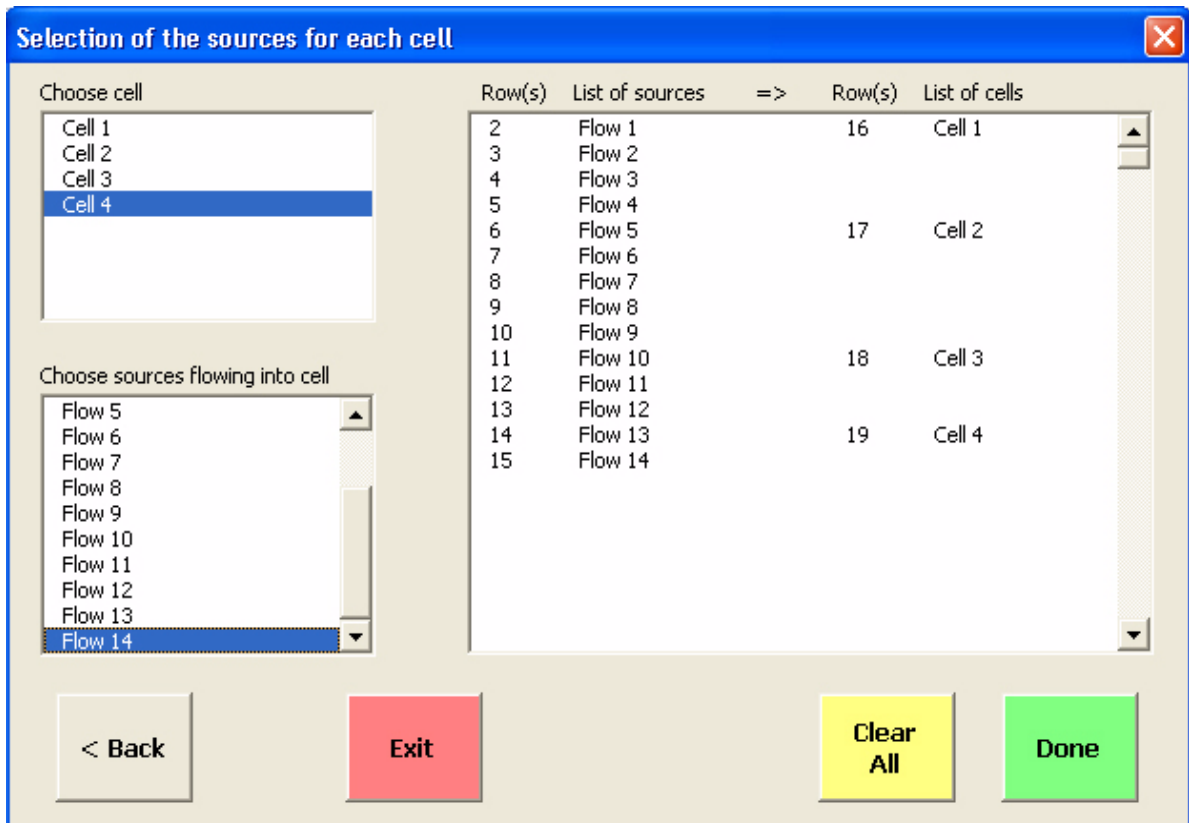 Selection of the sources for each cell
Choose cell
Cell 1
Cell 2
Cell 3
Cell 4
Choose sources flowing into cell
Flow 5
Flow 6
Flow 7
Flow 8
Flow 9
Flow 10
Flow 11
Flow 12
Flow 13
Flow 14
Row(s) List of sources => Row(s) List of cells
2 Flow 1 16 Cell 1
3 Flow 2
4 Flow 3
5 Flow 4
6 Flow 5 17 Cell 2
7 Flow 6
8 Flow 7
9 Flow 8
10 Flow 9
11 Flow 10 18 Cell 3
12 Flow 11
13 Flow 12
14 Flow 13 19 Cell 4
15 Flow 14
< Back
Exit
Clear
All
Done